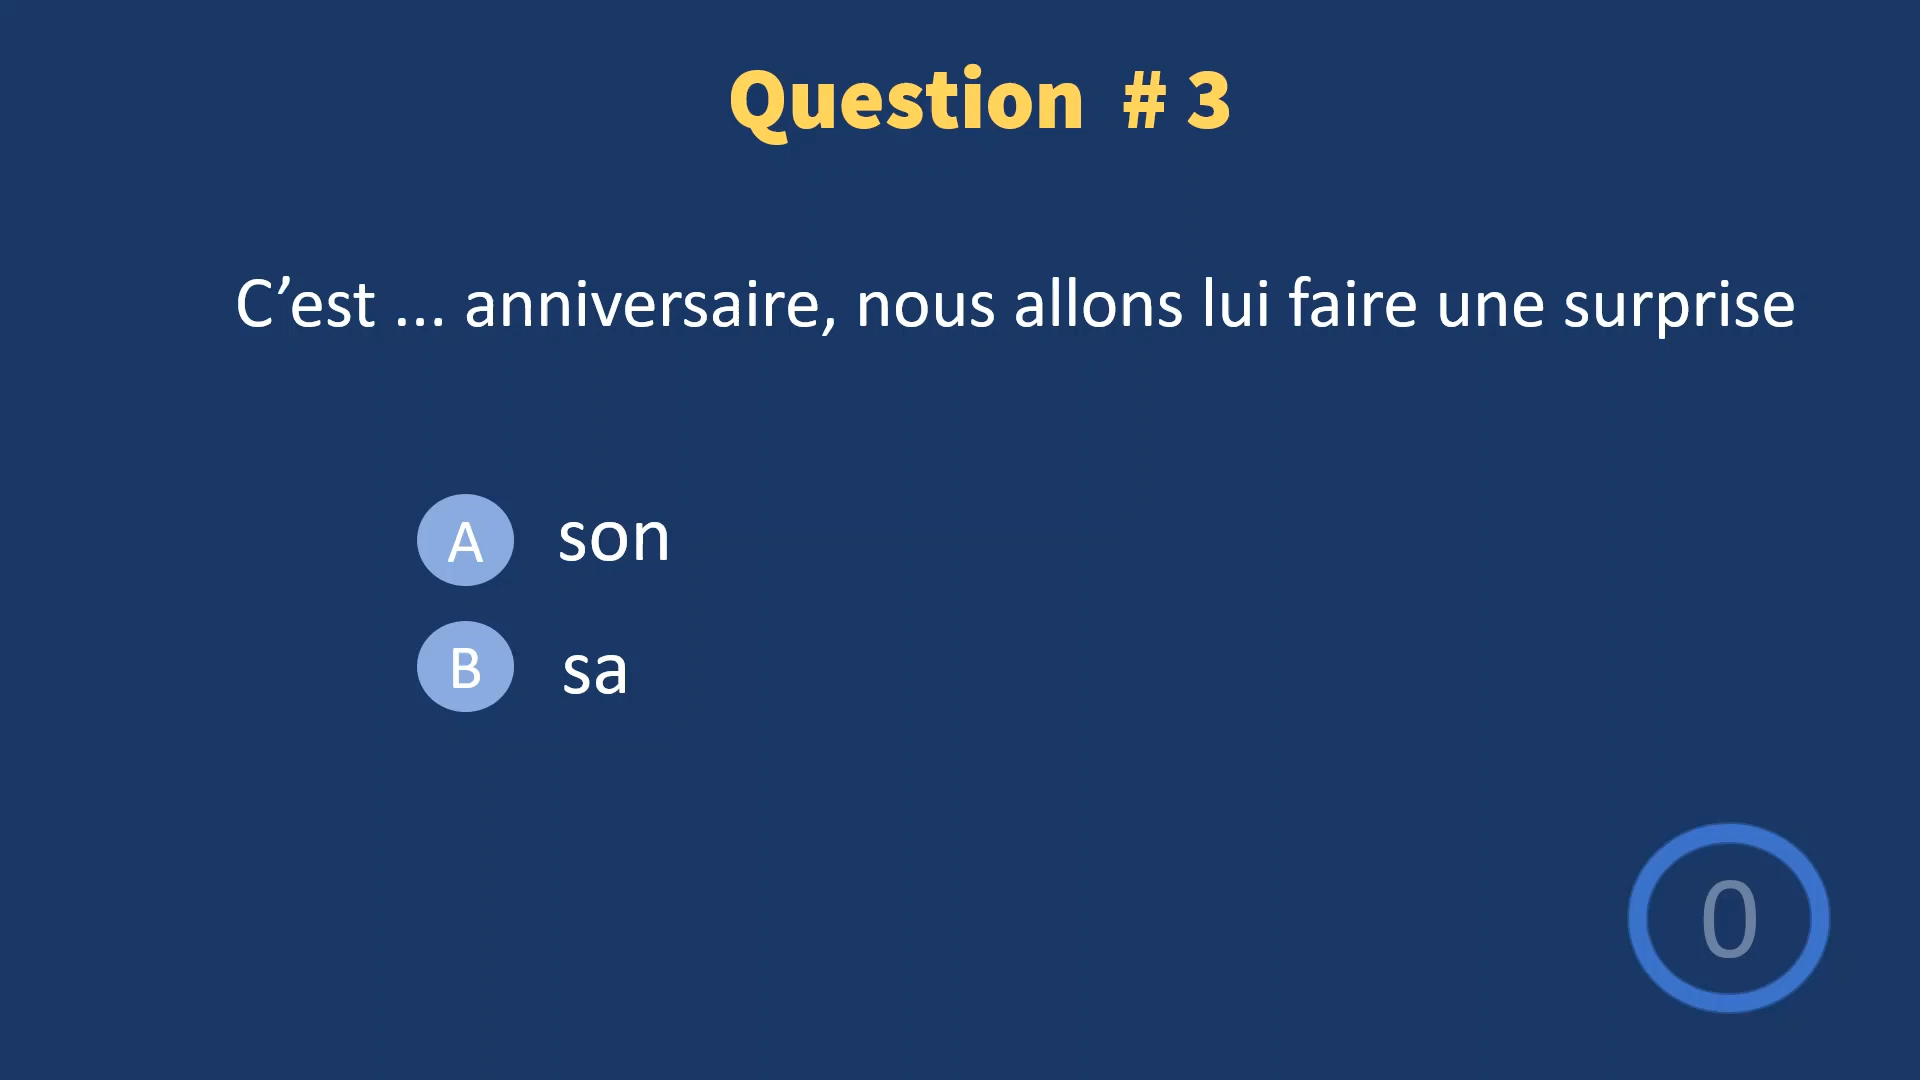 Question # 3
C’est ... anniversaire, nous allons lui faire une surprise
A son
B sa
0